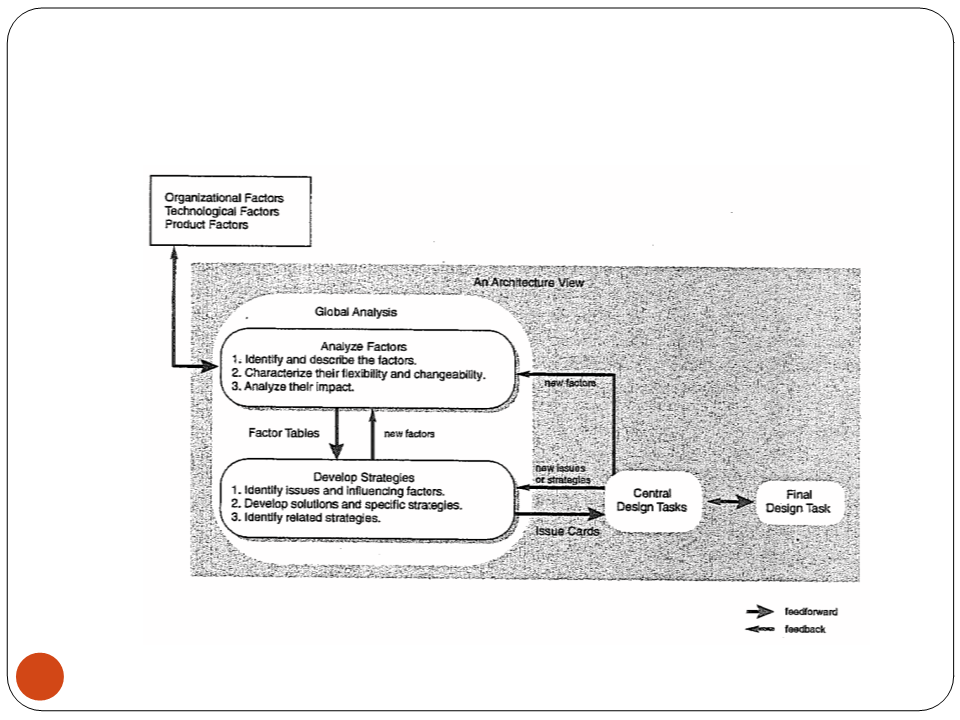 Organizational Factors
Technological Factors
Product Factors
An Architecture View
Global Analysis
Analyze Factors
1. Identify and describe the factors.
2. Characterize their flexibility and changeability.
3. Analyze their impact.
new factors
Factor Tables
new factors
Develop Strategies
1. Identify issues and influencing factors.
2. Develop solutions and specific strategies.
3. Identify related strategies.
new issues
or strategies
Issue Cards
Central
Design Tasks
Final
Design Task
feedforward
feedback